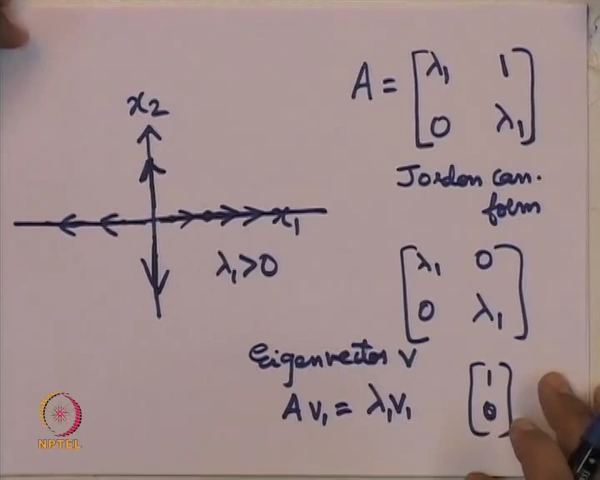 x₂
x₁
λ₁>0
A = [λ₁ 1
0 λ₁]
Jordan can.
form
[λ₁ 0
0 λ₁]
Eigenvector v
A v₁ = λ₁v₁
[1
0]
NPTEL